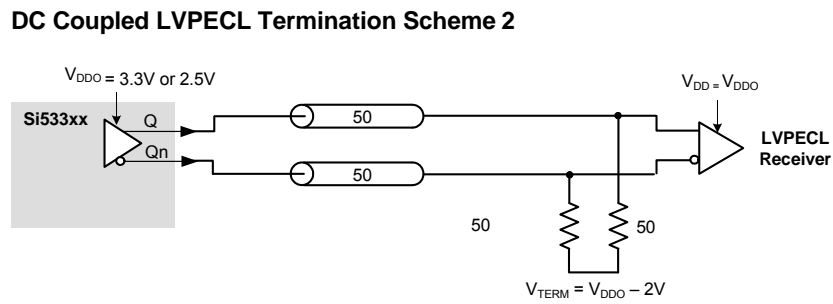 DC Coupled LVPECL Termination Scheme 2
VDDO = 3.3V or 2.5V
VDD = VDDO
Si533xx
Q
50
LVPECL
Receiver
Qn
50
50
50
VTERM = VDDO – 2V